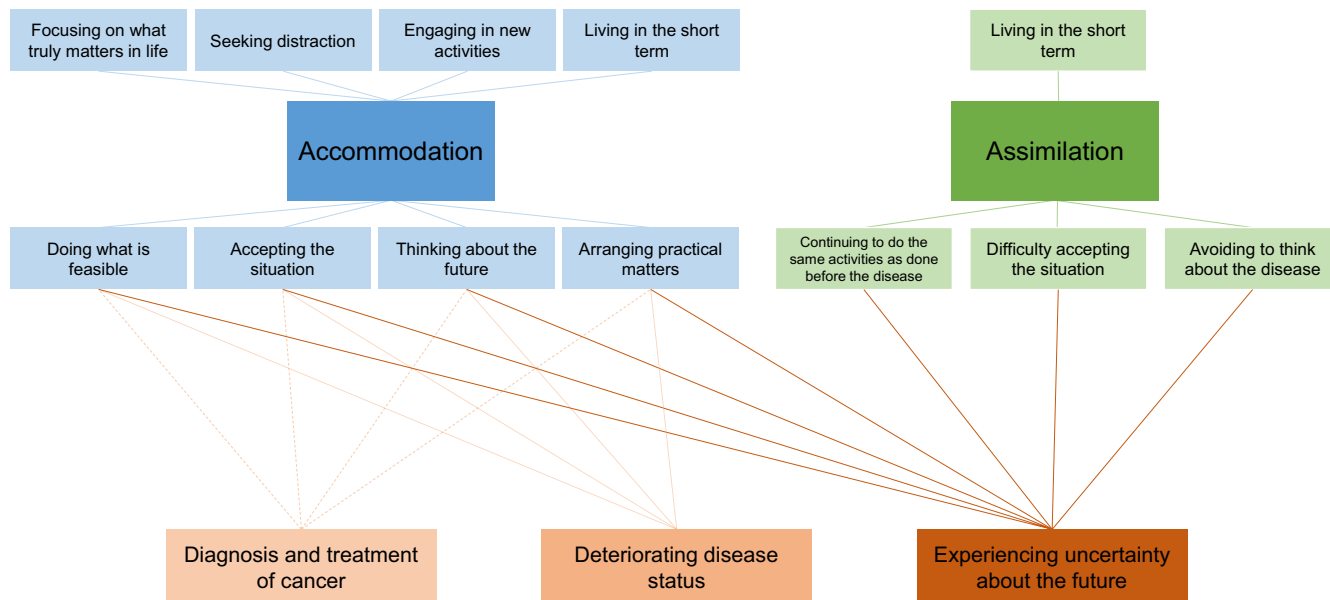 Focusing on what
truly matters in life
Seeking distraction
Engaging in new
activities
Living in the short
term
Living in the short
term
Accommodation
Assimilation
Doing what is
feasible
Accepting the
situation
Thinking about the
future
Arranging practical
matters
Continuing to do the
same activities as done
before the disease
Difficulty accepting
the situation
Avoiding to think
about the disease
Diagnosis and treatment
of cancer
Deteriorating disease
status
Experiencing uncertainty
about the future